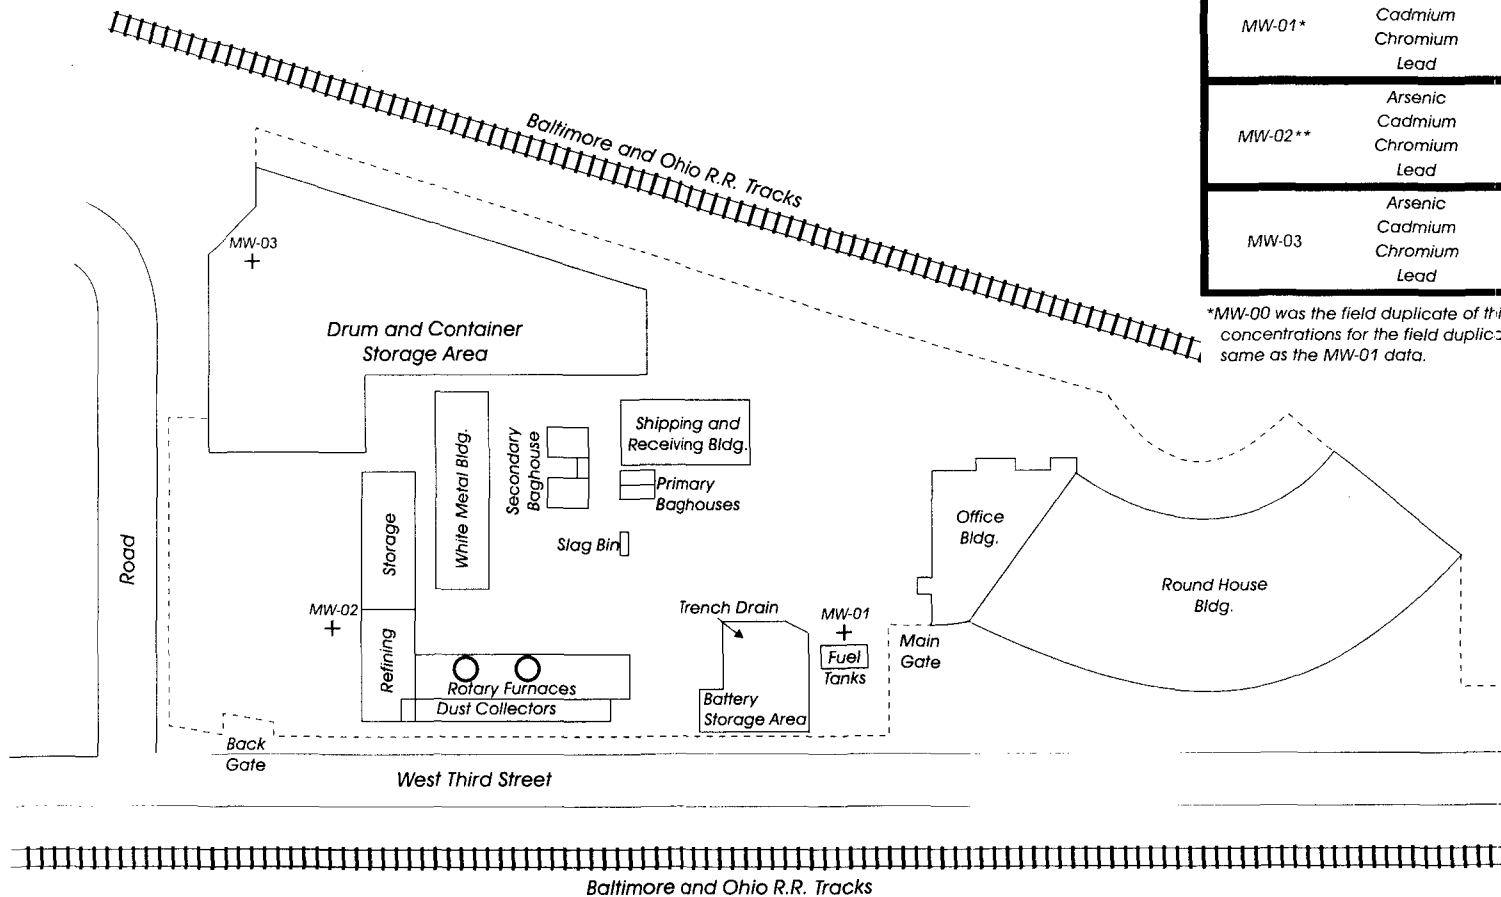 MW-01*
Cadmium
Chromium
Lead
MW-02**
Arsenic
Cadmium
Chromium
Lead
MW-03
Arsenic
Cadmium
Chromium
Lead
*MW-00 was the field duplicate of
concentrations for the field
same as the MW-01 data.
Baltimore and Ohio R.R. Tracks
MW-03
Drum and Container
Storage Area
Shipping and
Receiving Bldg.
Secondary
Baghouse
White Metal Bldg.
Primary
Baghouses
Storage
Slag Bin
Office
Bldg.
Round House
Bldg.
Road
MW-02
Trench Drain
MW-01
Refining
Main
Gate
Fuel
Tanks
Rotary Furnaces
Dust Collectors
Battery
Storage Area
Back
Gate
West Third Street
Baltimore and Ohio R.R. Tracks